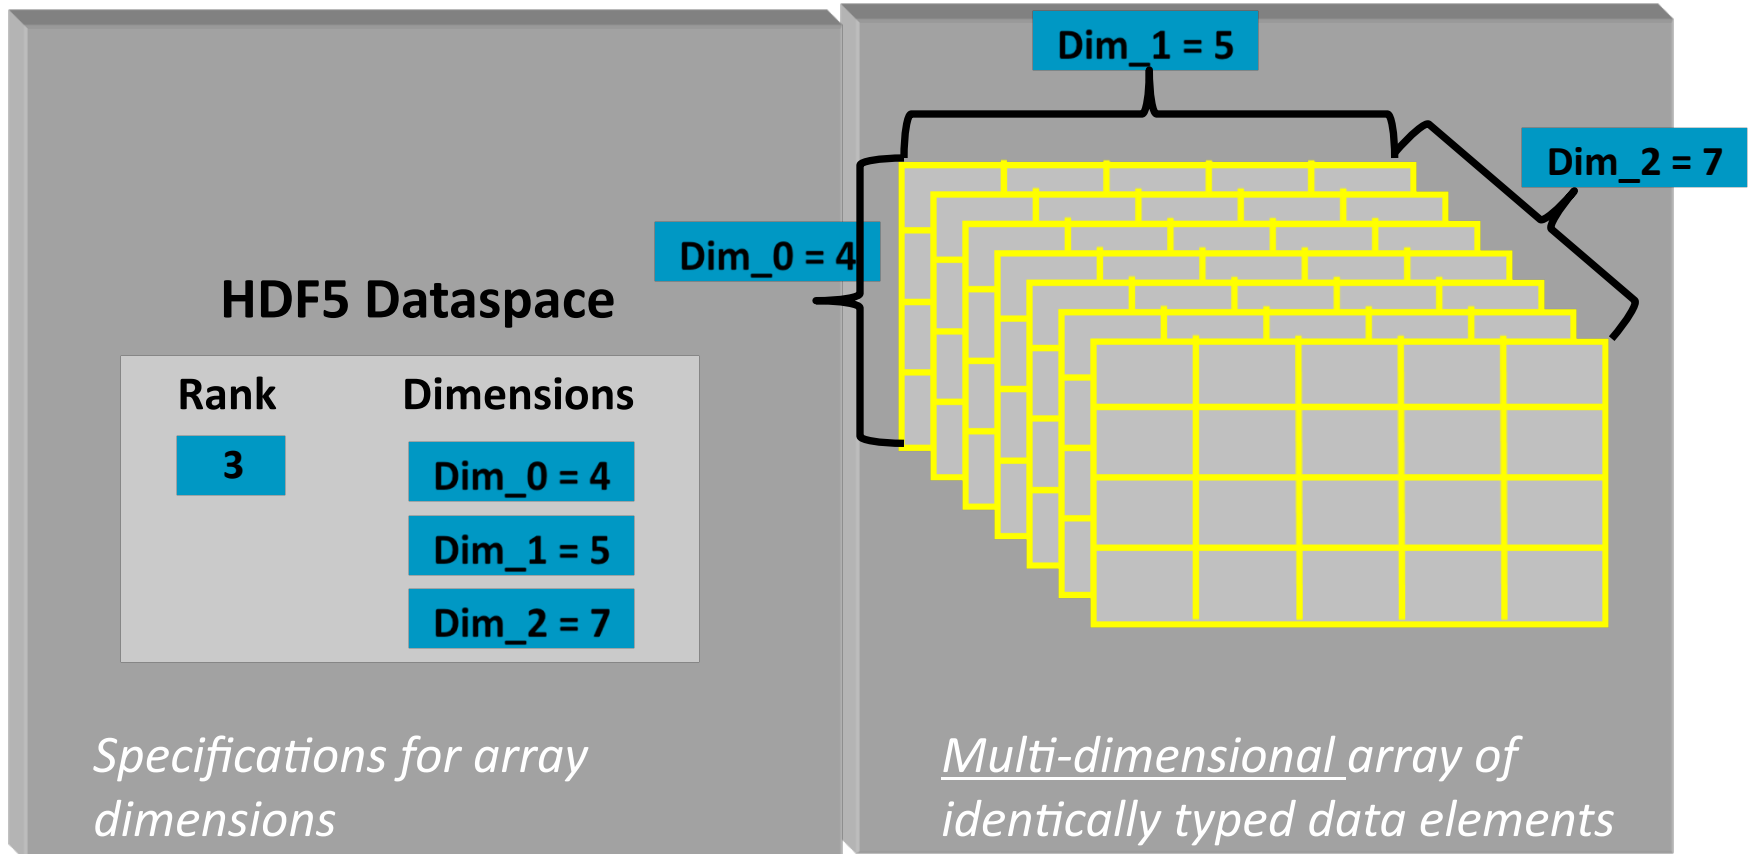 HDF5 Dataspace
Rank
Dimensions
3
Dim_0 = 4
Dim_1 = 5
Dim_2 = 7
Specifications for array
dimensions
Dim_1 = 5
Dim_2 = 7
Dim_0 = 4
Multi-dimensional array of
identically typed data elements